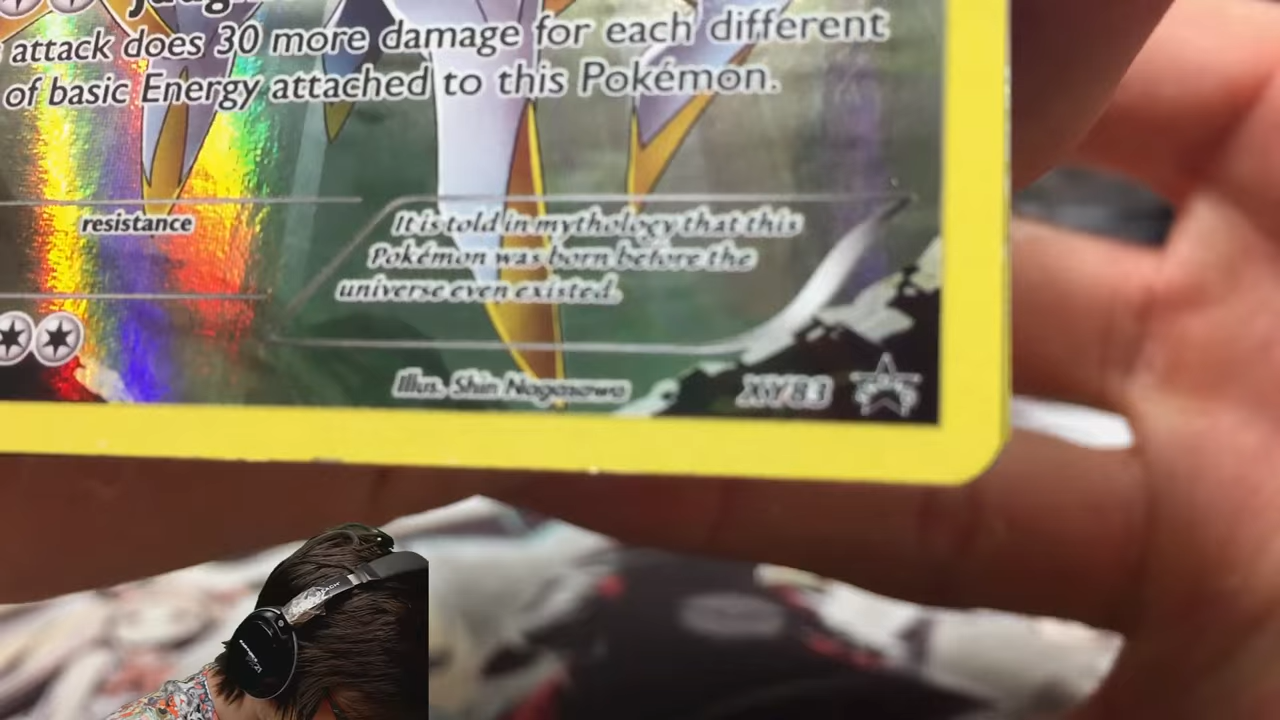 attack does 30 more damage for each different
of basic Energy attached to this Pokémon.
resistance
It is told in mythology that this
Pokémon was born before the
universe even existed.
Illus. Shin Nagasawa
XY83